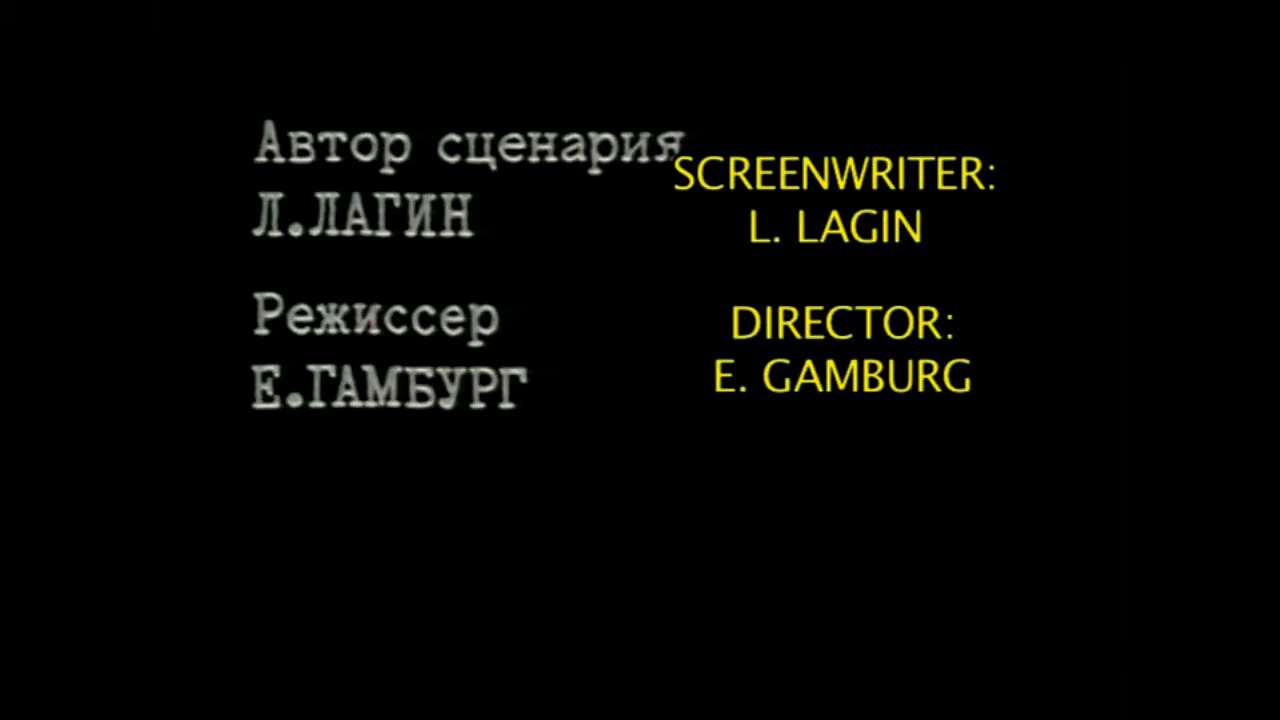 Автор сценария
Л.ЛАГИН
Режиссер
Е.ГАМБУРГ
SCREENWRITER:
L. LAGIN
DIRECTOR:
E. GAMBURG